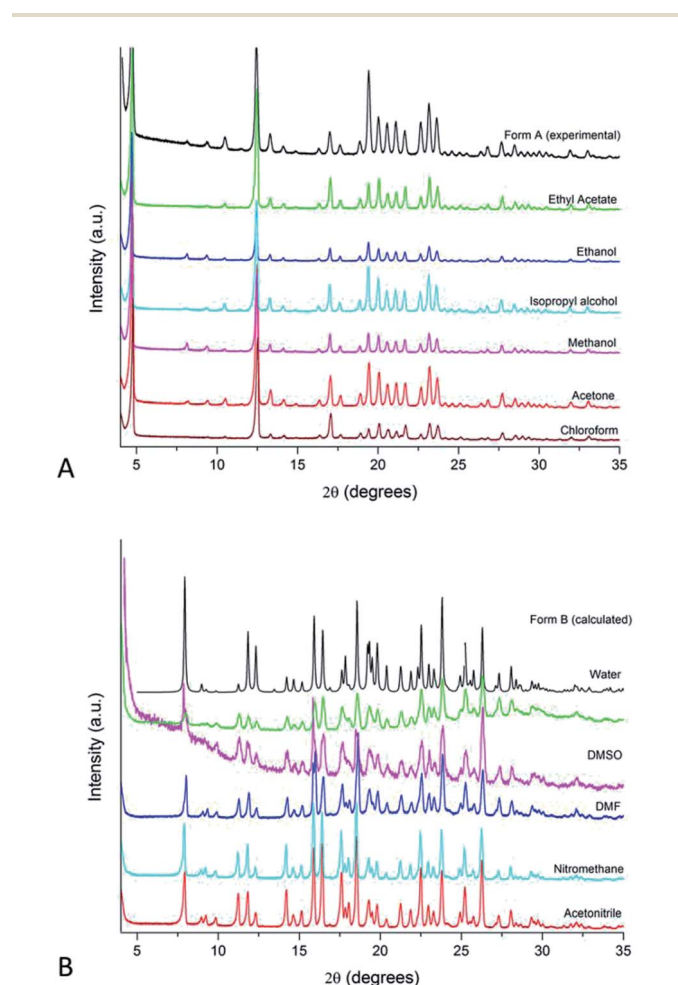 Form A (experimental)
Ethyl Acetate
Ethanol
Isopropyl alcohol
Methanol
Acetone
Chloroform
Intensity (a.u.)
5 10 15 20 25 30 35
2θ (degrees)
A
Form B (calculated)
Water
DMSO
DMF
Nitromethane
Acetonitrile
Intensity (a.u.)
5 10 15 20 25 30 35
2θ (degrees)
B